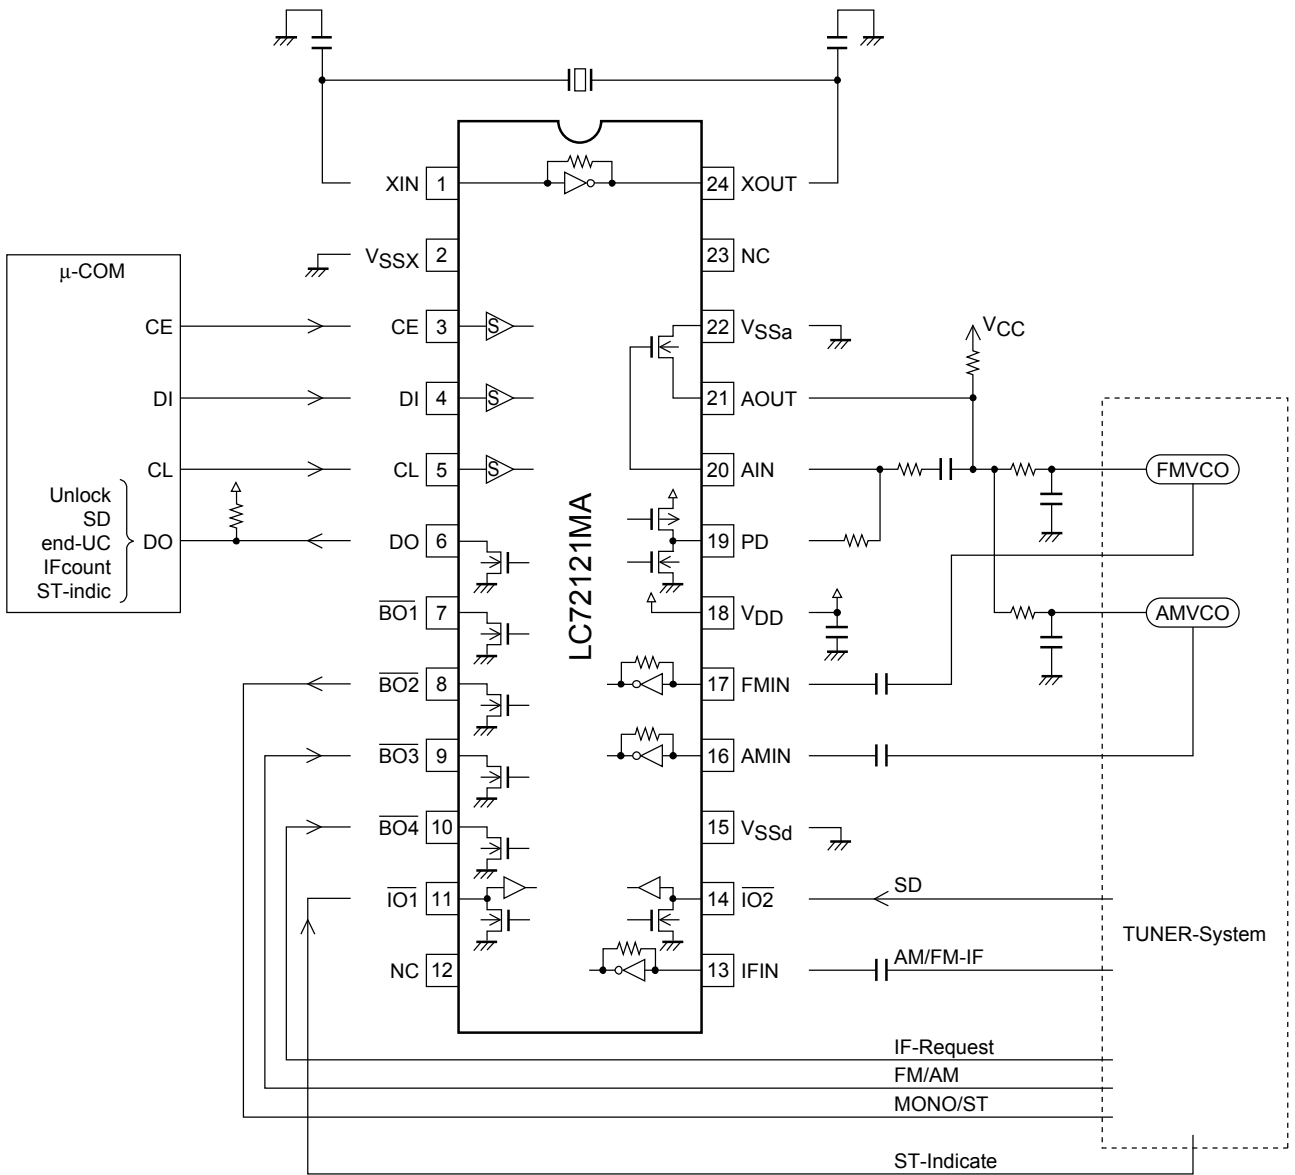 XIN 1
24 XOUT
VSSX 2
23 NC
μ-COM
CE
CE 3 S
22 VSSa
VCC
DI
DI 4 S
21 AOUT
CL
CL 5 S
20 AIN
FMVCO
Unlock
SD
end-UC
IFcount
ST-indic
DO
DO 6
19 PD
LC72121MA
BO1 7
18 VDD
AMVCO
BO2 8
17 FMIN
BO3 9
16 AMIN
BO4 10
15 VSSd
IO1 11
14 IO2
SD
TUNER-System
NC 12
13 IFIN
AM/FM-IF
IF-Request
FM/AM
MONO/ST
ST-Indicate